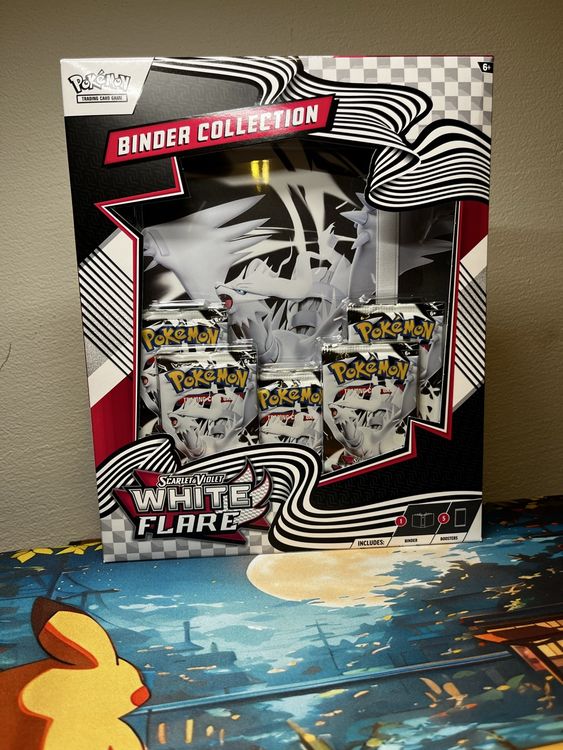 POKéMON
TRADING CARD GAME
6+
BINDER COLLECTION
POKéMON
POKéMON
POKéMON
POKéMON
POKéMON
SCARLET & VIOLET
WHITE
FLARE
INCLUDES:
1
BINDER
5
BOOSTERS